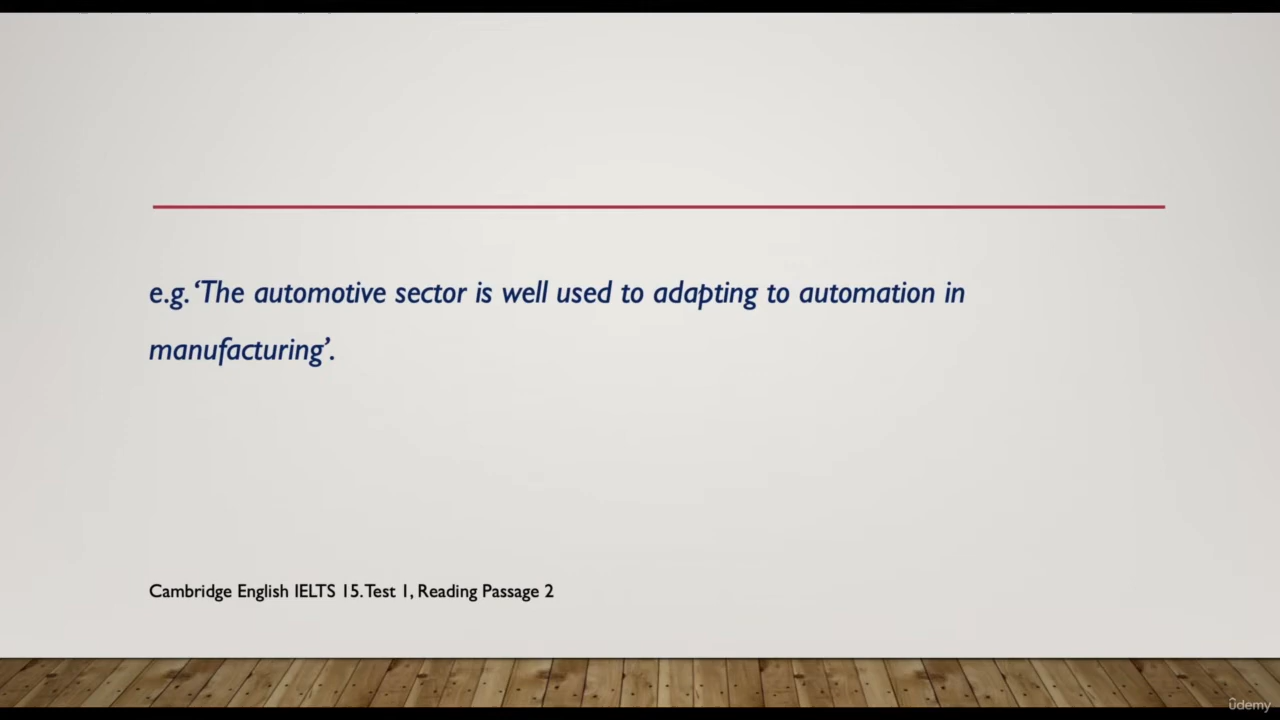 e.g. ‘The automotive sector is well used to adapting to automation in
manufacturing’.
Cambridge English IELTS 15. Test 1, Reading Passage 2
ûdemy